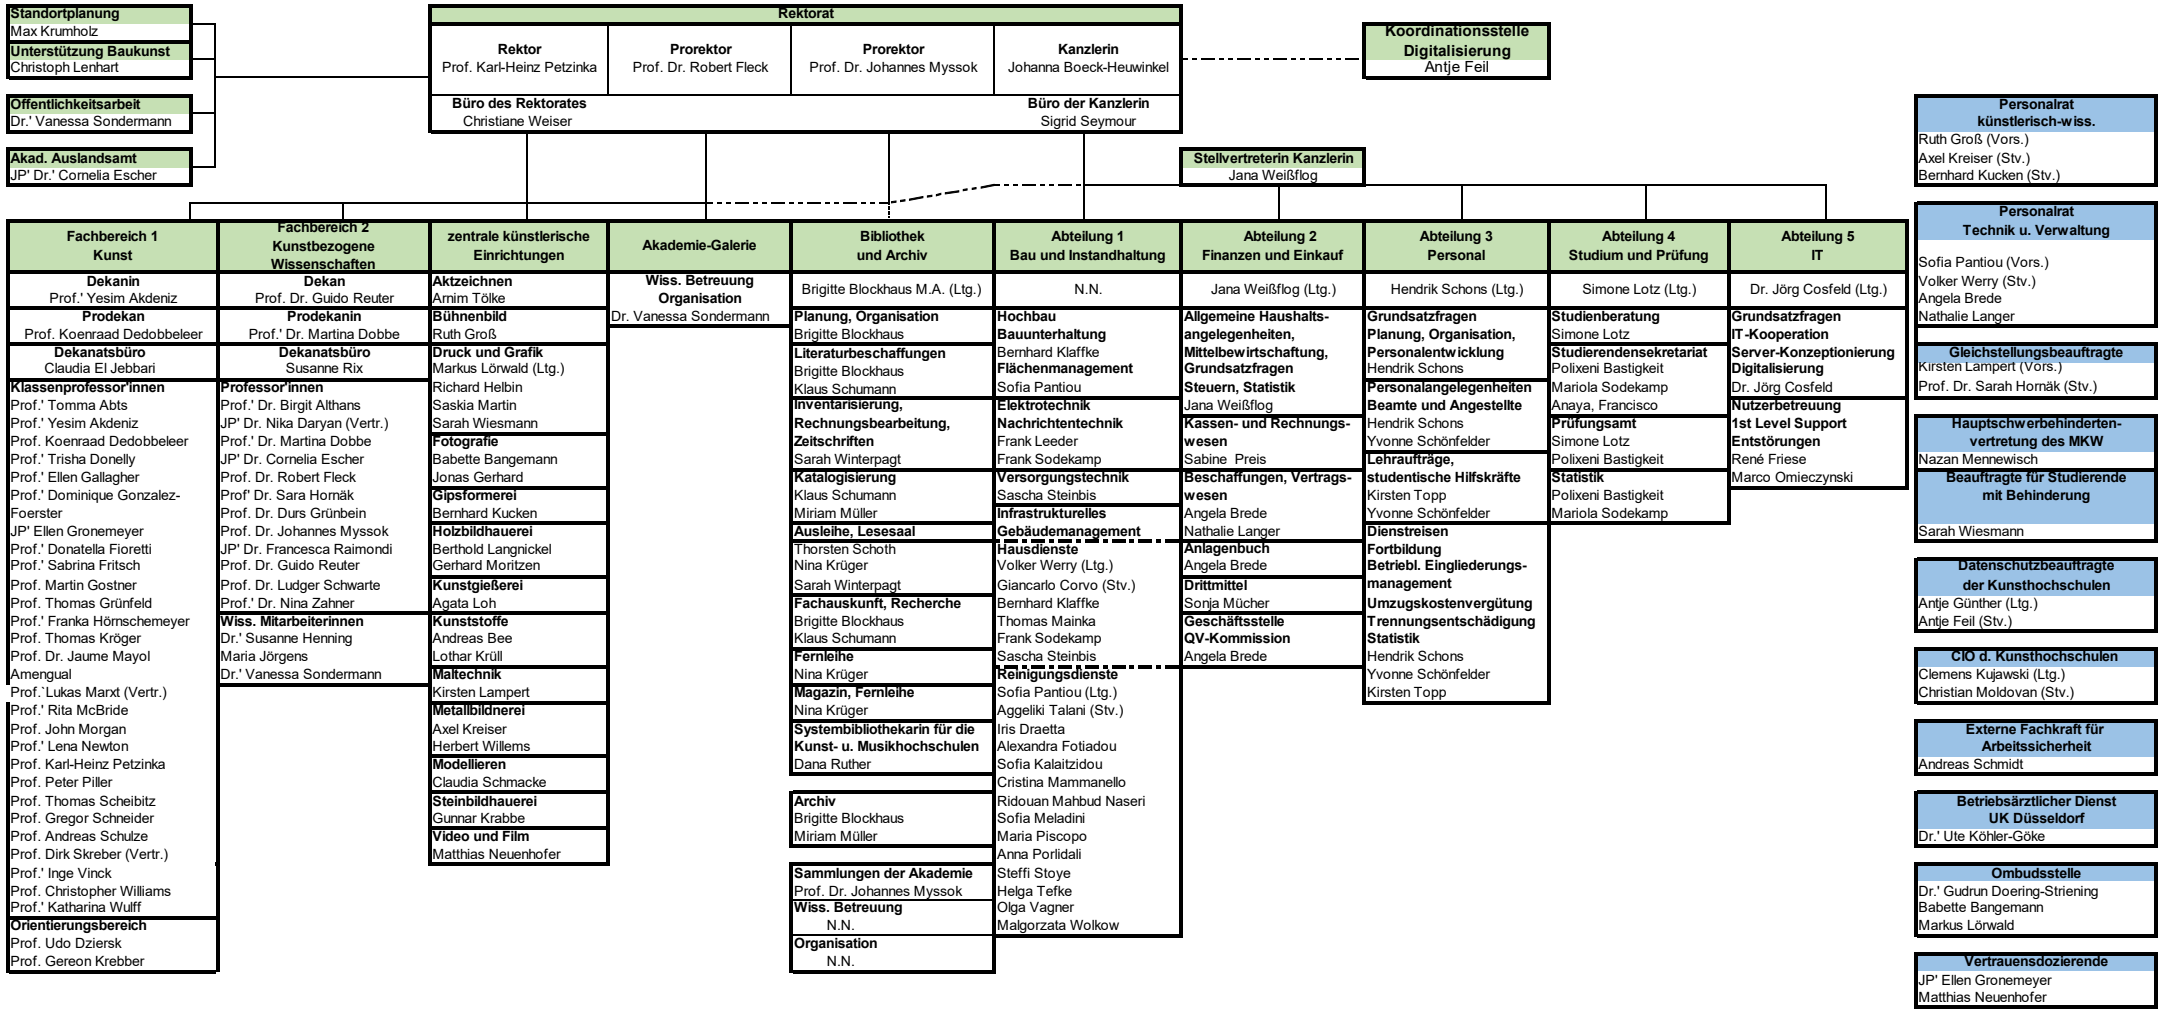 Standortplanung
Max Krumholz
Unterstützung Baukunst
Christoph Lenhart
Öffentlichkeitsarbeit
Dr.' Vanessa Sondermann
Akad. Auslandsamt
JP' Dr.' Cornelia Escher
Rektorat
Rektor
Prof. Karl-Heinz Petzinka
Prorektor
Prof. Dr. Robert Fleck
Prorektor
Prof. Dr. Johannes Myssok
Kanzlerin
Johanna Boeck-Heuwinkel
Büro des Rektorates
Christiane Weiser
Büro der Kanzlerin
Sigrid Seymour
Koordinationsstelle
Digitalisierung
Antje Feil
Stellvertreterin Kanzlerin
Jana Weißflog
Fachbereich 1
Kunst
Dekanin
Prof.' Yesim Akdeniz
Prodekan
Prof. Koenraad Dedobbeleer
Dekanatsbüro
Claudia El Jebbari
Klassenprofessor'innen
Prof.' Tomma Abts
Prof.' Yesim Akdeniz
Prof. Koenraad Dedobbeleer
Prof.' Trisha Donelly
Prof.' Ellen Gallagher
Prof.' Dominique Gonzalez-
Foerster
JP' Ellen Gronemeyer
Prof.' Donatella Fioretti
Prof.' Sabrina Fritsch
Prof. Martin Gostner
Prof. Thomas Grünfeld
Prof.' Franka Hörnschemeyer
Prof. Thomas Kröger
Prof. Dr. Jaume Mayol
Amengual
Prof.`Lukas Marxt (Vertr.)
Prof.' Rita McBride
Prof. John Morgan
Prof.' Lena Newton
Prof. Karl-Heinz Petzinka
Prof. Peter Piller
Prof. Thomas Scheibitz
Prof. Gregor Schneider
Prof. Andreas Schulze
Prof. Dirk Skreber (Vertr.)
Prof.' Inge Vinck
Prof. Christopher Williams
Prof.' Katharina Wulff
Orientierungsbereich
Prof. Udo Dziersk
Prof. Gereon Krebber
Fachbereich 2
Kunstbezogene
Wissenschaften
Dekan
Prof. Dr. Guido Reuter
Prodekanin
Prof.' Dr. Martina Dobbe
Dekanatsbüro
Susanne Rix
Professor'innen
Prof.' Dr. Birgit Althans
JP' Dr. Nika Daryan (Vertr.)
Prof.' Dr. Martina Dobbe
JP' Dr. Cornelia Escher
Prof. Dr. Robert Fleck
Prof' Dr. Sara Hornäk
Prof. Dr. Durs Grünbein
Prof. Dr. Johannes Myssok
JP' Dr. Francesca Raimondi
Prof. Dr. Guido Reuter
Prof. Dr. Ludger Schwarte
Prof.' Dr. Nina Zahner
Wiss. Mitarbeiterinnen
Dr.' Susanne Henning
Maria Jörgens
Dr.' Vanessa Sondermann
zentrale künstlerische
Einrichtungen
Aktzeichnen
Arnim Tölke
Bühnenbild
Ruth Groß
Druck und Grafik
Markus Lörwald (Ltg.)
Richard Helbin
Saskia Martin
Sarah Wiesmann
Fotografie
Babette Bangemann
Jonas Gerhard
Gipsformerei
Bernhard Kucken
Holzbildhauerei
Berthold Langnickel
Gerhard Moritzen
Kunstgießerei
Agata Loh
Kunststoffe
Andreas Bee
Lothar Krüll
Maltechnik
Kirsten Lampert
Metallbildnerei
Axel Kreiser
Herbert Willems
Modellieren
Claudia Schmacke
Steinbildhauerei
Gunnar Krabbe
Video und Film
Matthias Neuenhofer
Akademie-Galerie
Wiss. Betreuung
Organisation
Dr. Vanessa Sondermann
Bibliothek
und Archiv
Brigitte Blockhaus M.A. (Ltg.)
Planung, Organisation
Brigitte Blockhaus
Literaturbeschaffungen
Brigitte Blockhaus
Klaus Schumann
Inventarisierung,
Rechnungsbearbeitung,
Zeitschriften
Sarah Winterpagt
Katalogisierung
Klaus Schumann
Miriam Müller
Ausleihe, Lesesaal
Thorsten Schoth
Nina Krüger
Sarah Winterpagt
Fachauskunft, Recherche
Brigitte Blockhaus
Klaus Schumann
Fernleihe
Nina Krüger
Magazin, Fernleihe
Nina Krüger
Systembibliothekarin für die
Kunst- u. Musikhochschulen
Dana Ruther
Archiv
Brigitte Blockhaus
Miriam Müller
Sammlungen der Akademie
Prof. Dr. Johannes Myssok
Wiss. Betreuung
N.N.
Organisation
N.N.
Abteilung 1
Bau und Instandhaltung
N.N.
Hochbau
Bauunterhaltung
Bernhard Klaffke
Flächenmanagement
Sofia Pantiou
Elektrotechnik
Nachrichtentechnik
Frank Leeder
Frank Sodekamp
Versorgungstechnik
Sascha Steinbis
Infrastrukturelles
Gebäudemanagement
Hausdienste
Volker Werry (Ltg.)
Giancarlo Corvo (Stv.)
Bernhard Klaffke
Thomas Mainka
Frank Sodekamp
Sascha Steinbis
Reinigungsdienste
Sofia Pantiou (Ltg.)
Aggeliki Talani (Stv.)
Iris Draetta
Alexandra Fotiadou
Sofia Kalaitzidou
Cristina Mammanello
Ridouan Mahbud Naseri
Sofia Meladini
Maria Piscopo
Anna Porlidali
Steffi Stoye
Helga Tefke
Olga Vagner
Malgorzata Wolkow
Abteilung 2
Finanzen und Einkauf
Jana Weißflog (Ltg.)
Allgemeine Haushalts-
angelegenheiten,
Mittelbewirtschaftung,
Grundsatzfragen
Steuern, Statistik
Jana Weißflog
Kassen- und Rechnungs-
wesen
Sabine  Preis
Beschaffungen, Vertrags-
wesen
Angela Brede
Nathalie Langer
Anlagenbuch
Angela Brede
Drittmittel
Sonja Mücher
Geschäftsstelle
QV-Kommission
Angela Brede
Abteilung 3
Personal
Hendrik Schons (Ltg.)
Grundsatzfragen
Planung, Organisation,
Personalentwicklung
Hendrik Schons
Personalangelegenheiten
Beamte und Angestellte
Hendrik Schons
Yvonne Schönfelder
Lehraufträge,
studentische Hilfskräfte
Kirsten Topp
Yvonne Schönfelder
Dienstreisen
Fortbildung
Betriebl. Eingliederungs-
management
Umzugskostenvergütung
Trennungsentschädigung
Statistik
Hendrik Schons
Yvonne Schönfelder
Kirsten Topp
Abteilung 4
Studium und Prüfung
Simone Lotz (Ltg.)
Studienberatung
Simone Lotz
Studierendensekretariat
Polixeni Bastigkeit
Mariola Sodekamp
Anaya, Francisco
Prüfungsamt
Simone Lotz
Polixeni Bastigkeit
Statistik
Polixeni Bastigkeit
Mariola Sodekamp
Abteilung 5
IT
Dr. Jörg Cosfeld (Ltg.)
Grundsatzfragen
IT-Kooperation
Server-Konzeptionierung
Digitalisierung
Dr. Jörg Cosfeld
Nutzerbetreuung
1st Level Support
Entstörungen
René Friese
Marco Omieczynski
Personalrat
künstlerisch-wiss.
Ruth Groß (Vors.)
Axel Kreiser (Stv.)
Bernhard Kucken (Stv.)
Personalrat
Technik u. Verwaltung
Sofia Pantiou (Vors.)
Volker Werry (Stv.)
Angela Brede
Nathalie Langer
Gleichstellungsbeauftragte
Kirsten Lampert (Vors.)
Prof. Dr. Sarah Hornäk (Stv.)
Hauptschwerbehinderten-
vertretung des MKW
Nazan Mennewisch
Beauftragte für Studierende
mit Behinderung
Sarah Wiesmann
Datenschutzbeauftragte
der Kunsthochschulen
Antje Günther (Ltg.)
Antje Feil (Stv.)
CIO d. Kunsthochschulen
Clemens Kujawski (Ltg.)
Christian Moldovan (Stv.)
Externe Fachkraft für
Arbeitssicherheit
Andreas Schmidt
Betriebsärztlicher Dienst
UK Düsseldorf
Dr.' Ute Köhler-Göke
Ombudsstelle
Dr.' Gudrun Doering-Striening
Babette Bangemann
Markus Lörwald
Vertrauensdozierende
JP' Ellen Gronemeyer
Matthias Neuenhofer